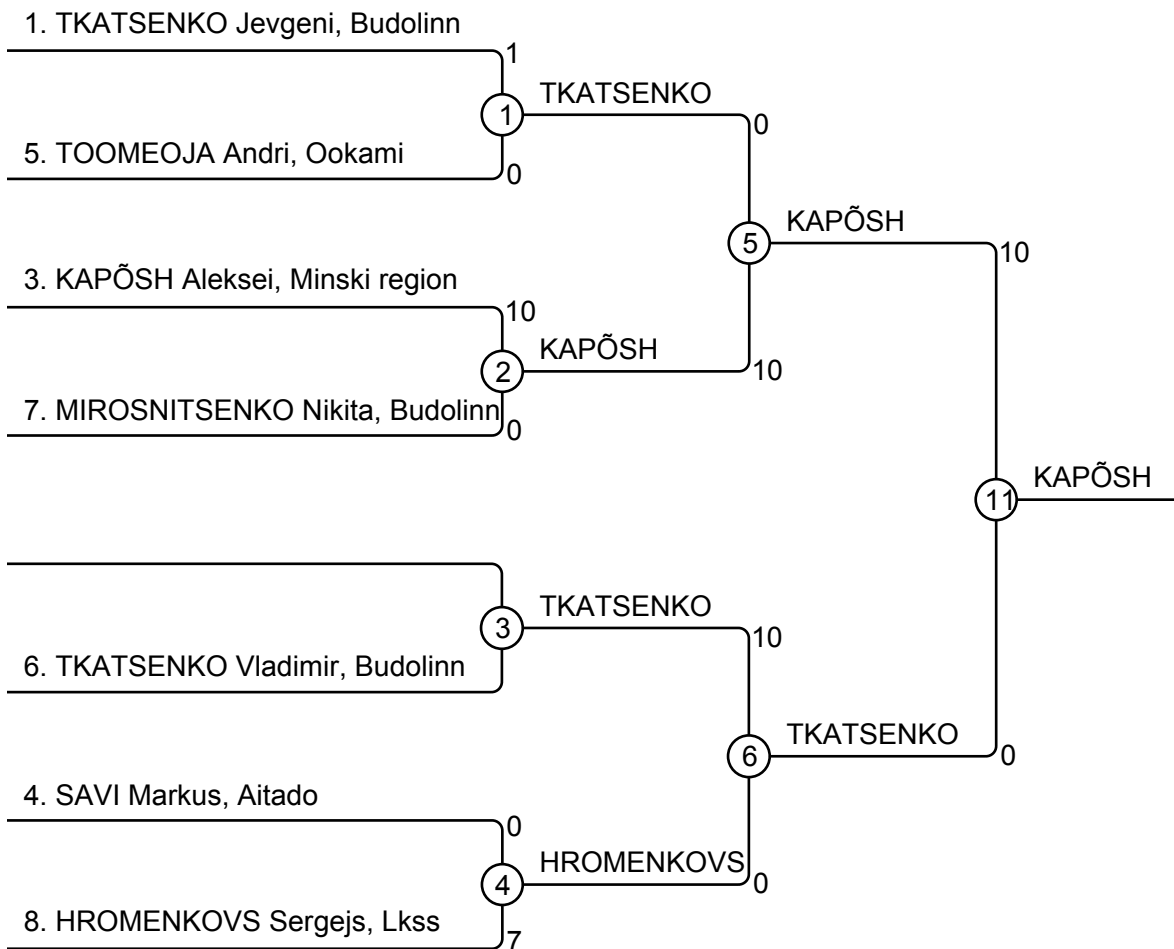 1. TKATSENKO Jevgeni, Budolinn
1
1
TKATSENKO
0
5. TOOMEOJA Andri, Ookami
0
5
KAPÕSH
10
3. KAPÕSH Aleksei, Minski region
10
2
KAPÕSH
10
7. MIROSNITSENKO Nikita, Budolinn
0
11
KAPÕSH
3
TKATSENKO
10
6. TKATSENKO Vladimir, Budolinn
6
TKATSENKO
0
4. SAVI Markus, Aitado
0
4
HROMENKOVS
0
8. HROMENKOVS Sergejs, Lkss
7